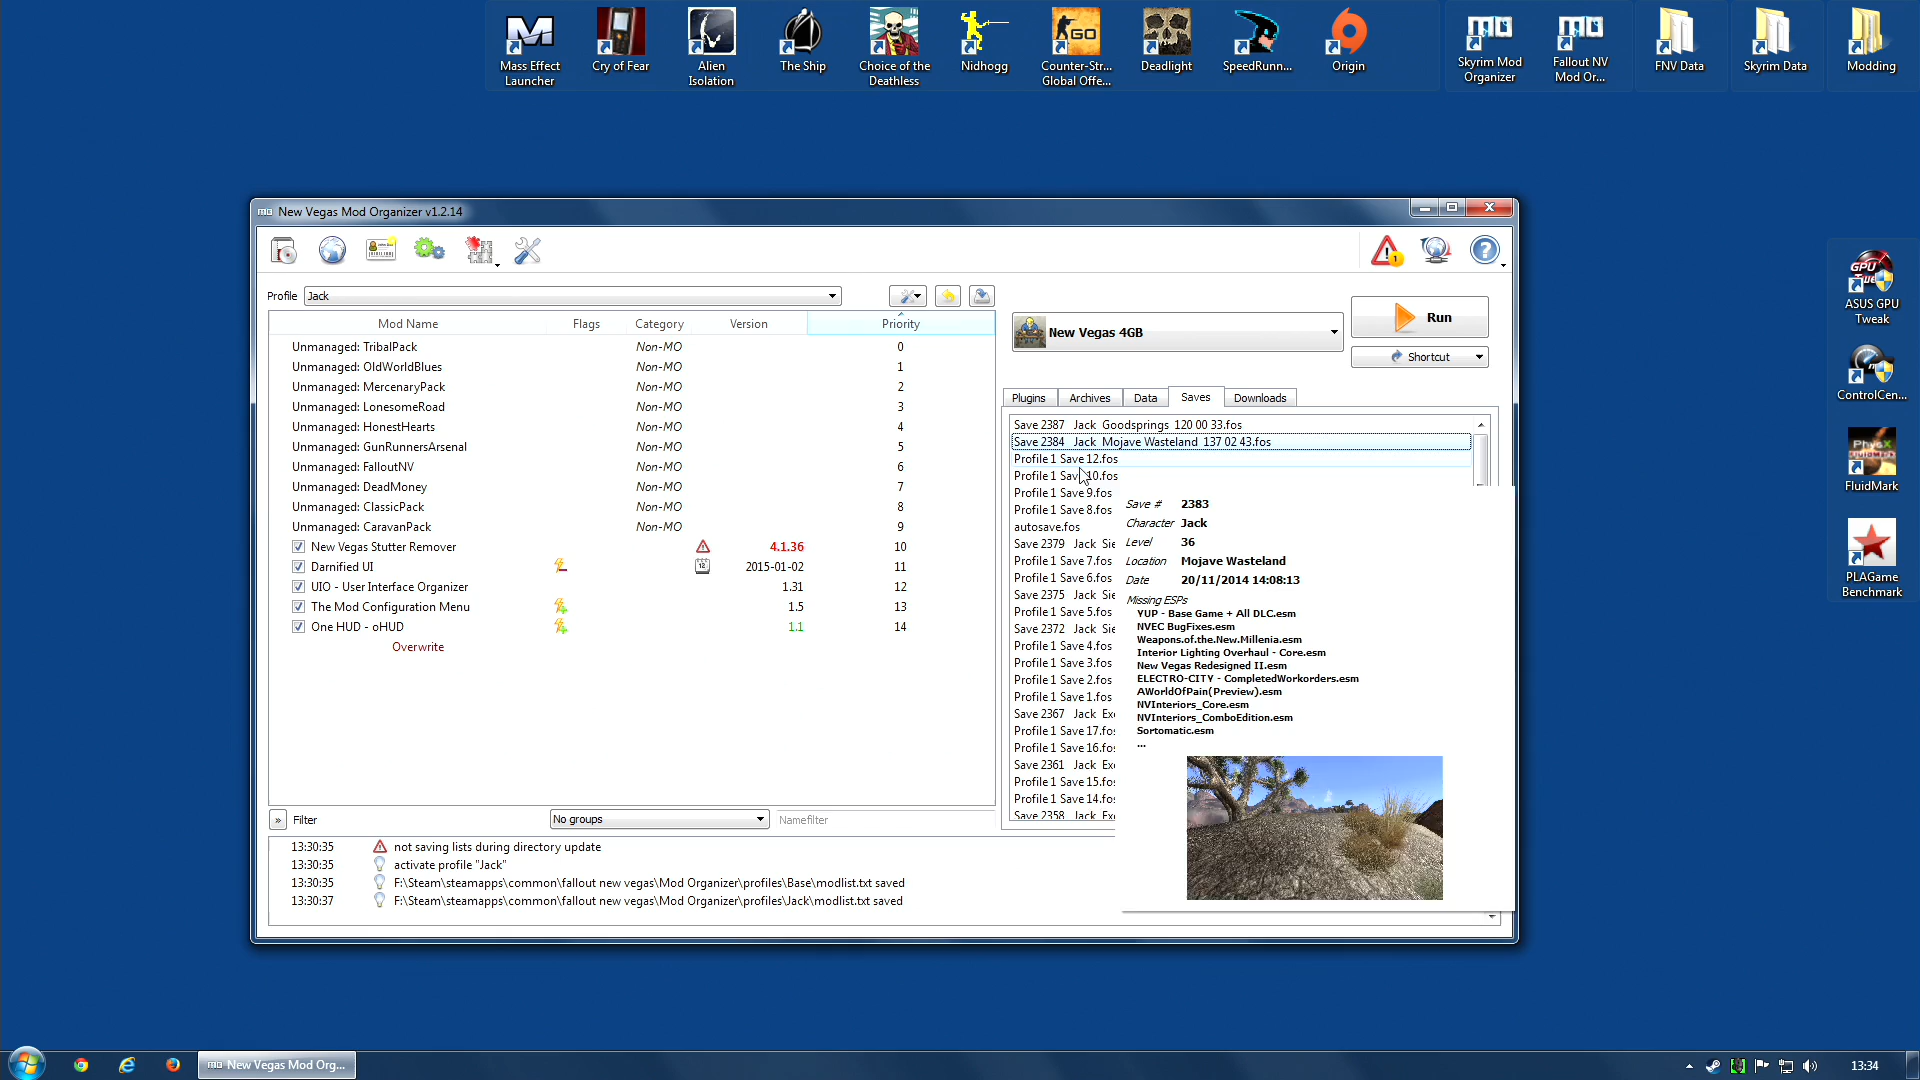 Mass Effect
Launcher
Cry of Fear
Alien
Isolation
The Ship
Choice of the
Deathless
Nidhogg
GO
Counter-Str...
Global Offe...
Deadlight
SpeedRunn...
Origin
Skyrim Mod
Organizer
Fallout NV
Mod Or...
FNV Data
Skyrim Data
Modding
GPU
ASUS GPU
Tweak
ControlCen...
FluidMark
PLAGame
Benchmark
New Vegas Mod Organizer v1.2.14
Profile Jack
Mod Name Flags Category Version Priority
Unmanaged: TribalPack Non-MO 0
Unmanaged: OldWorldBlues Non-MO 1
Unmanaged: MercenaryPack Non-MO 2
Unmanaged: LonesomeRoad Non-MO 3
Unmanaged: HonestHearts Non-MO 4
Unmanaged: GunRunnersArsenal Non-MO 5
Unmanaged: FalloutNV Non-MO 6
Unmanaged: DeadMoney Non-MO 7
Unmanaged: ClassicPack Non-MO 8
Unmanaged: CaravanPack Non-MO 9
New Vegas Stutter Remover 4.1.36 10
Darnified UI 2015-01-02 11
UIO - User Interface Organizer 1.31 12
The Mod Configuration Menu 1.5 13
One HUD - oHUD 1.1 14
Overwrite
» Filter No groups Namefilter
New Vegas 4GB
Run
Shortcut
Plugins Archives Data Saves Downloads
Save 2387 Jack Goodsprings 120 00 33.fos
Save 2384 Jack Mojave Wasteland 137 02 43.fos
Profile 1 Save 12.fos
Profile 1 Save 10.fos
Profile 1 Save 9.fos
Profile 1 Save 8.fos
autosave.fos
Save 2379 Jack Sie
Profile 1 Save 7.fos
Profile 1 Save 6.fos
Save 2375 Jack Sie
Profile 1 Save 5.fos
Save 2372 Jack Sie
Profile 1 Save 4.fos
Profile 1 Save 3.fos
Profile 1 Save 2.fos
Profile 1 Save 1.fos
Save 2367 Jack Exc
Profile 1 Save 17.fos
Profile 1 Save 16.fos
Save 2361 Jack Exc
Profile 1 Save 15.fos
Profile 1 Save 14.fos
Save 2358 Jack Exc
Save # 2383
Character Jack
Level 36
Location Mojave Wasteland
Date 20/11/2014 14:08:13
Missing ESPs
YUP - Base Game + All DLC.esm
NVEC BugFixes.esm
Weapons.of.the.New.Millenia.esm
Interior Lighting Overhaul - Core.esm
New Vegas Redesigned II.esm
ELECTRO-CITY - CompletedWorkorders.esm
AWorldOfPain(Preview).esm
NVInteriors_Core.esm
NVInteriors_ComboEdition.esm
Sortomatic.esm
...
13:30:35 not saving lists during directory update
13:30:35 activate profile "Jack"
13:30:35 F:\Steam\steamapps\common\fallout new vegas\Mod Organizer\profiles\Base\modlist.txt saved
13:30:37 F:\Steam\steamapps\common\fallout new vegas\Mod Organizer\profiles\Jack\modlist.txt saved
New Vegas Mod Org...
13:34